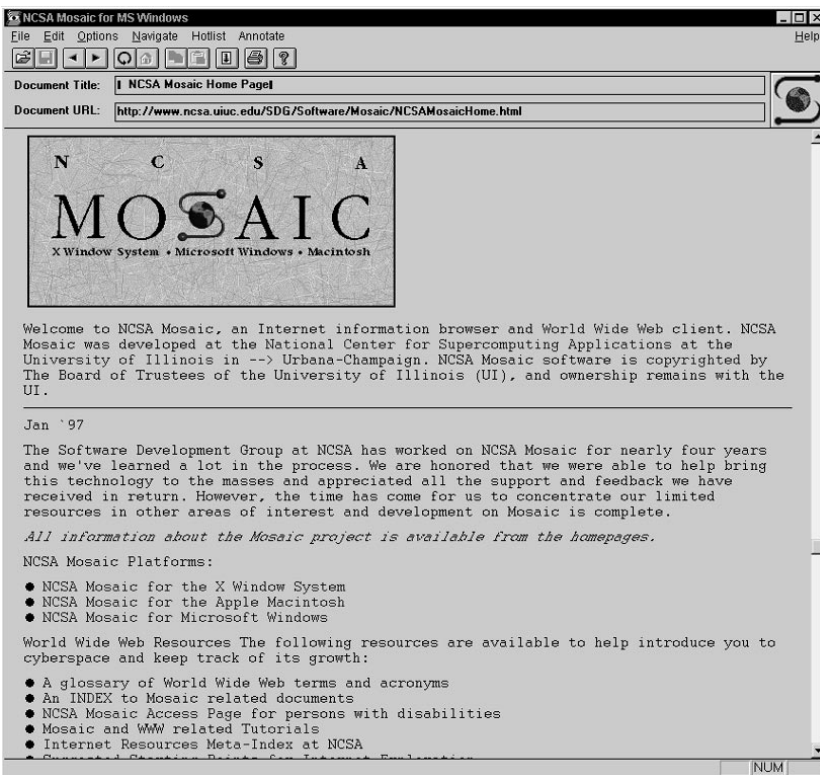 NCSA Mosaic for MS Windows
File Edit Options Navigate Hotlist Annotate Help
Document Title: NCSA Mosaic Home Page
Document URL: http://www.ncsa.uiuc.edu/SDG/Software/Mosaic/NCSAMosaicHome.html
N C S A
MOSAIC
X Window System • Microsoft Windows • Macintosh
Welcome to NCSA Mosaic, an Internet information browser and World Wide Web client. NCSA
Mosaic was developed at the National Center for Supercomputing Applications at the
University of Illinois in --> Urbana-Champaign. NCSA Mosaic software is copyrighted by
The Board of Trustees of the University of Illinois (UI), and ownership remains with the
UI.
Jan `97
The Software Development Group at NCSA has worked on NCSA Mosaic for nearly four years
and we've learned a lot in the process. We are honored that we were able to help bring
this technology to the masses and appreciated all the support and feedback we have
received in return. However, the time has come for us to concentrate our limited
resources in other areas of interest and development on Mosaic is complete.
All information about the Mosaic project is available from the homepages.
NCSA Mosaic Platforms:
● NCSA Mosaic for the X Window System
● NCSA Mosaic for the Apple Macintosh
● NCSA Mosaic for Microsoft Windows
World Wide Web Resources The following resources are available to help introduce you to
cyberspace and keep track of its growth:
● A glossary of World Wide Web terms and acronyms
● An INDEX to Mosaic related documents
● NCSA Mosaic Access Page for persons with disabilities
● Mosaic and WWW related Tutorials
● Internet Resources Meta-Index at NCSA
● Suggested Starting Points for Internet Exploration
NUM